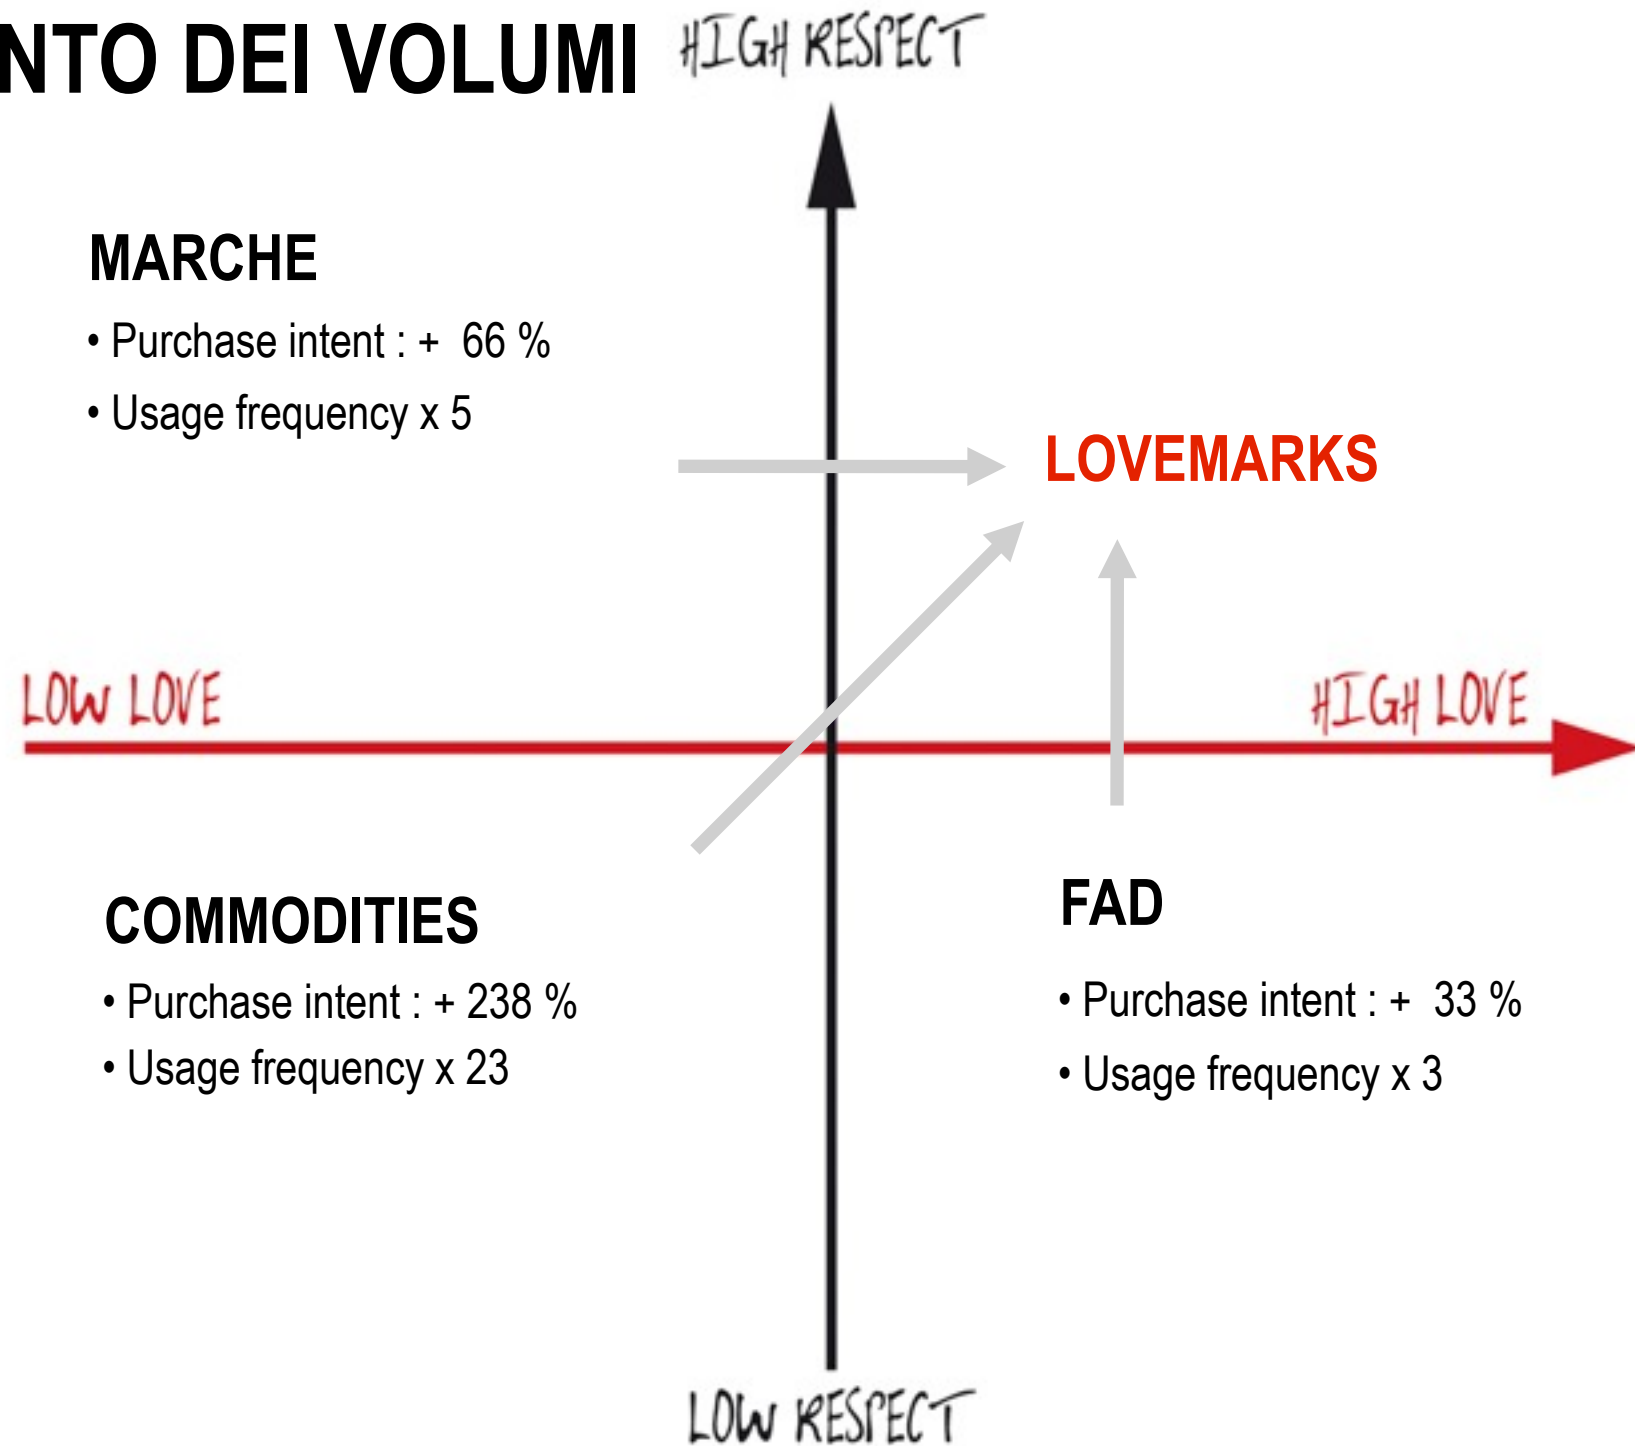 NTO DEI VOLUMI
HIGH RESPECT
MARCHE
• Purchase intent : + 66 %
• Usage frequency x 5
LOVEMARKS
LOW LOVE
HIGH LOVE
COMMODITIES
• Purchase intent : + 238 %
• Usage frequency x 23
FAD
• Purchase intent : + 33 %
• Usage frequency x 3
LOW RESPECT